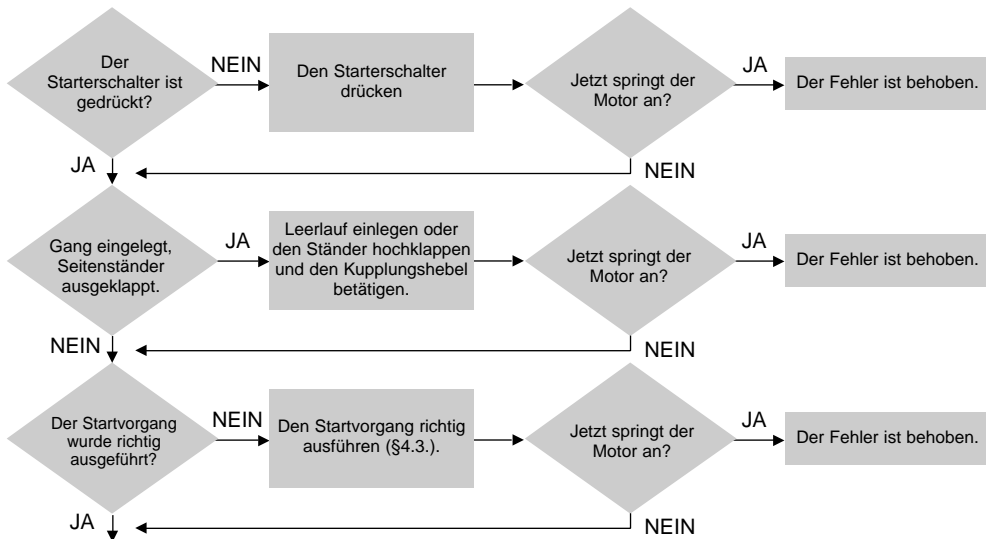 Der
Starterschalter ist
gedrückt?
NEIN
Den Starterschalter
drücken
Jetzt springt der
Motor an?
JA
Der Fehler ist behoben.
JA
NEIN
Gang eingelegt,
Seitenständer
ausgeklappt.
JA
Leerlauf einlegen oder
den Ständer hochklappen
und den Kupplungshebel
betätigen.
Jetzt springt der
Motor an?
JA
Der Fehler ist behoben.
NEIN
NEIN
Der Startvorgang
wurde richtig
ausgeführt?
NEIN
Den Startvorgang richtig
ausführen (§4.3.).
Jetzt springt der
Motor an?
JA
Der Fehler ist behoben.
JA
NEIN